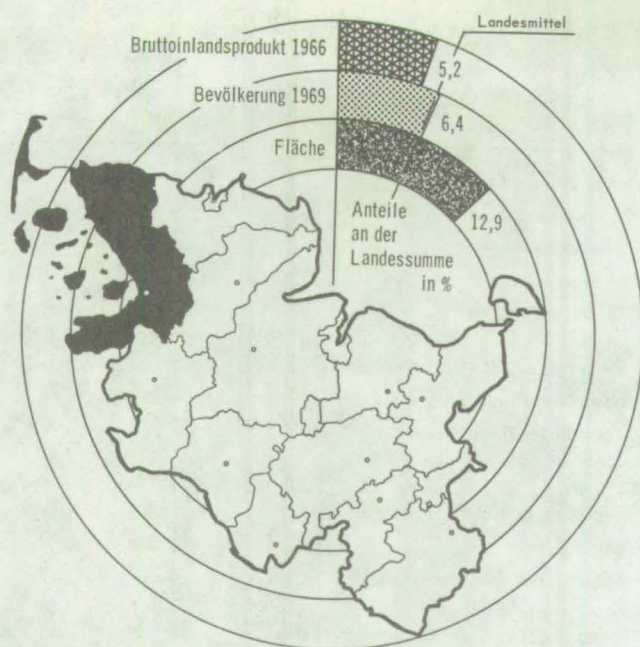 Landesmittel
Bruttoinlandsprodukt 1966
5,2
Bevölkerung 1969
6,4
Fläche
12,9
Anteile
an der
Landessumme
in %